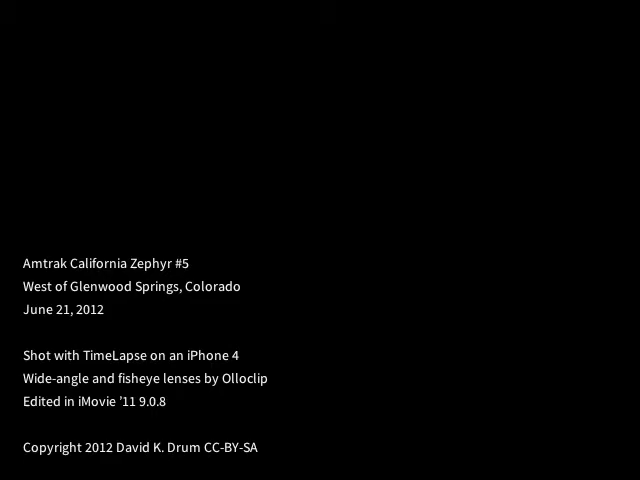 Amtrak California Zephyr #5
West of Glenwood Springs, Colorado
June 21, 2012
Shot with TimeLapse on an iPhone 4
Wide-angle and fisheye lenses by Olloclip
Edited in iMovie ’11 9.0.8
Copyright 2012 David K. Drum CC-BY-SA